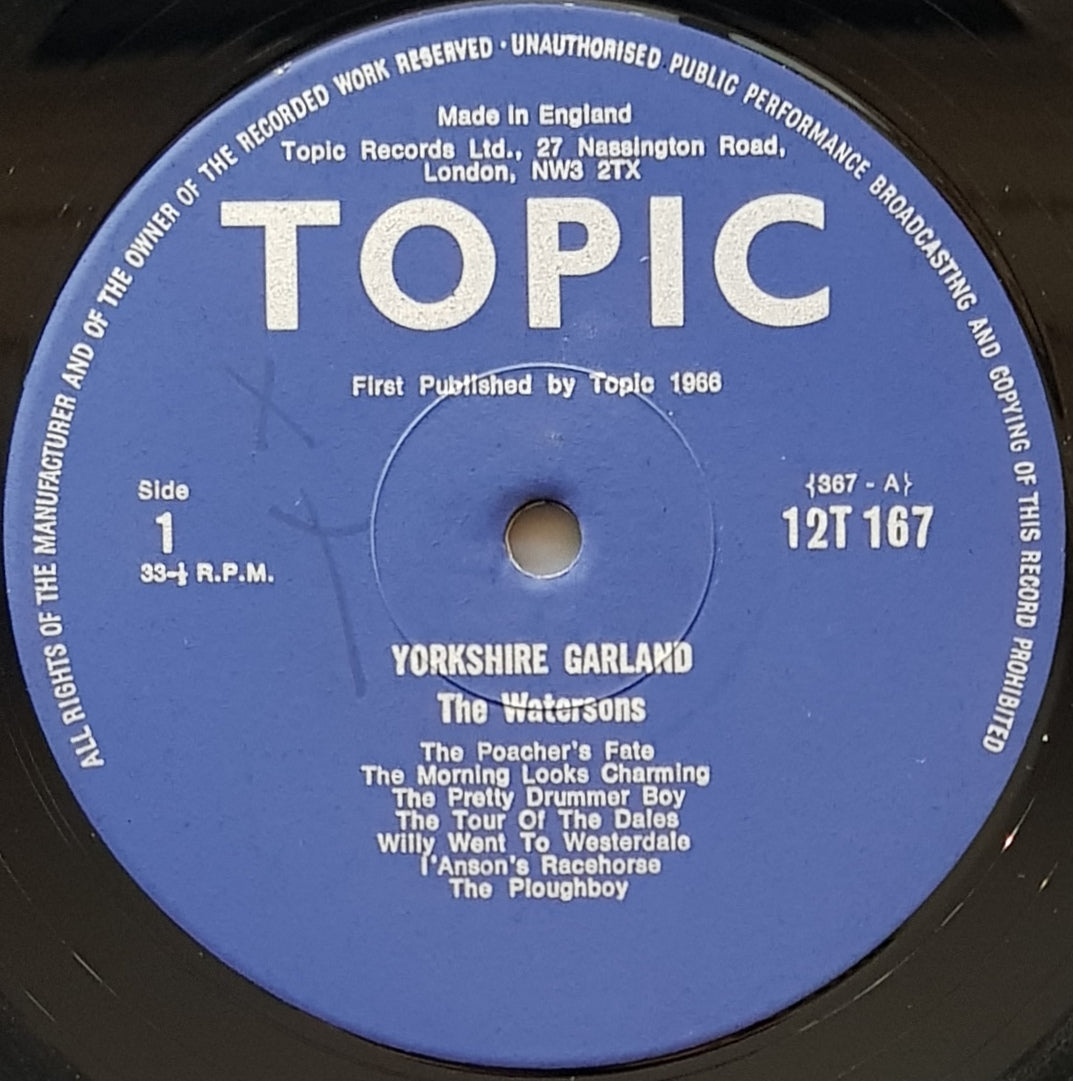 ALL RIGHTS OF THE MANUFACTURER AND OF THE OWNER OF THE RECORDED WORK RESERVED · UNAUTHORISED PUBLIC PERFORMANCE BROADCASTING AND COPYING OF THIS RECORD PROHIBITED
Made in England
Topic Records Ltd., 27 Nassington Road,
London, NW3 2TX
TOPIC
First Published by Topic 1966
Side
1
33⅓ R.P.M.
{367 - A}
12T 167
YORKSHIRE GARLAND
The Watersons
The Poacher's Fate
The Morning Looks Charming
The Pretty Drummer Boy
The Tour Of The Dales
Willy Went To Westerdale
I'Anson's Racehorse
The Ploughboy